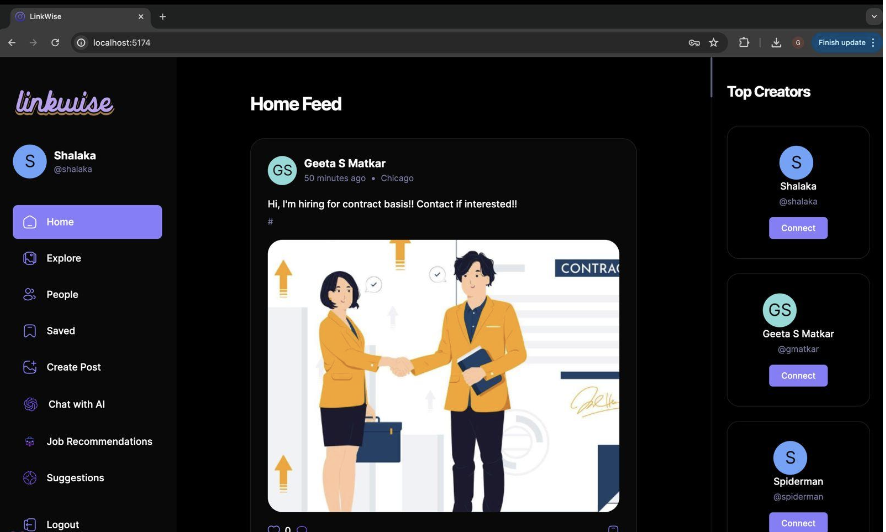 LinkWise
localhost:5174
G
Finish update
linkwise
S
Shalaka
@shalaka
Home
Explore
People
Saved
Create Post
Chat with AI
Job Recommendations
Suggestions
Logout
Home Feed
GS
Geeta S Matkar
50 minutes ago • Chicago
Hi, I'm hiring for contract basis!! Contact if interested!!
#
CONTRAC
0
Top Creators
S
Shalaka
@shalaka
Connect
GS
Geeta S Matkar
@gmatkar
Connect
S
Spiderman
@spiderman
Connect